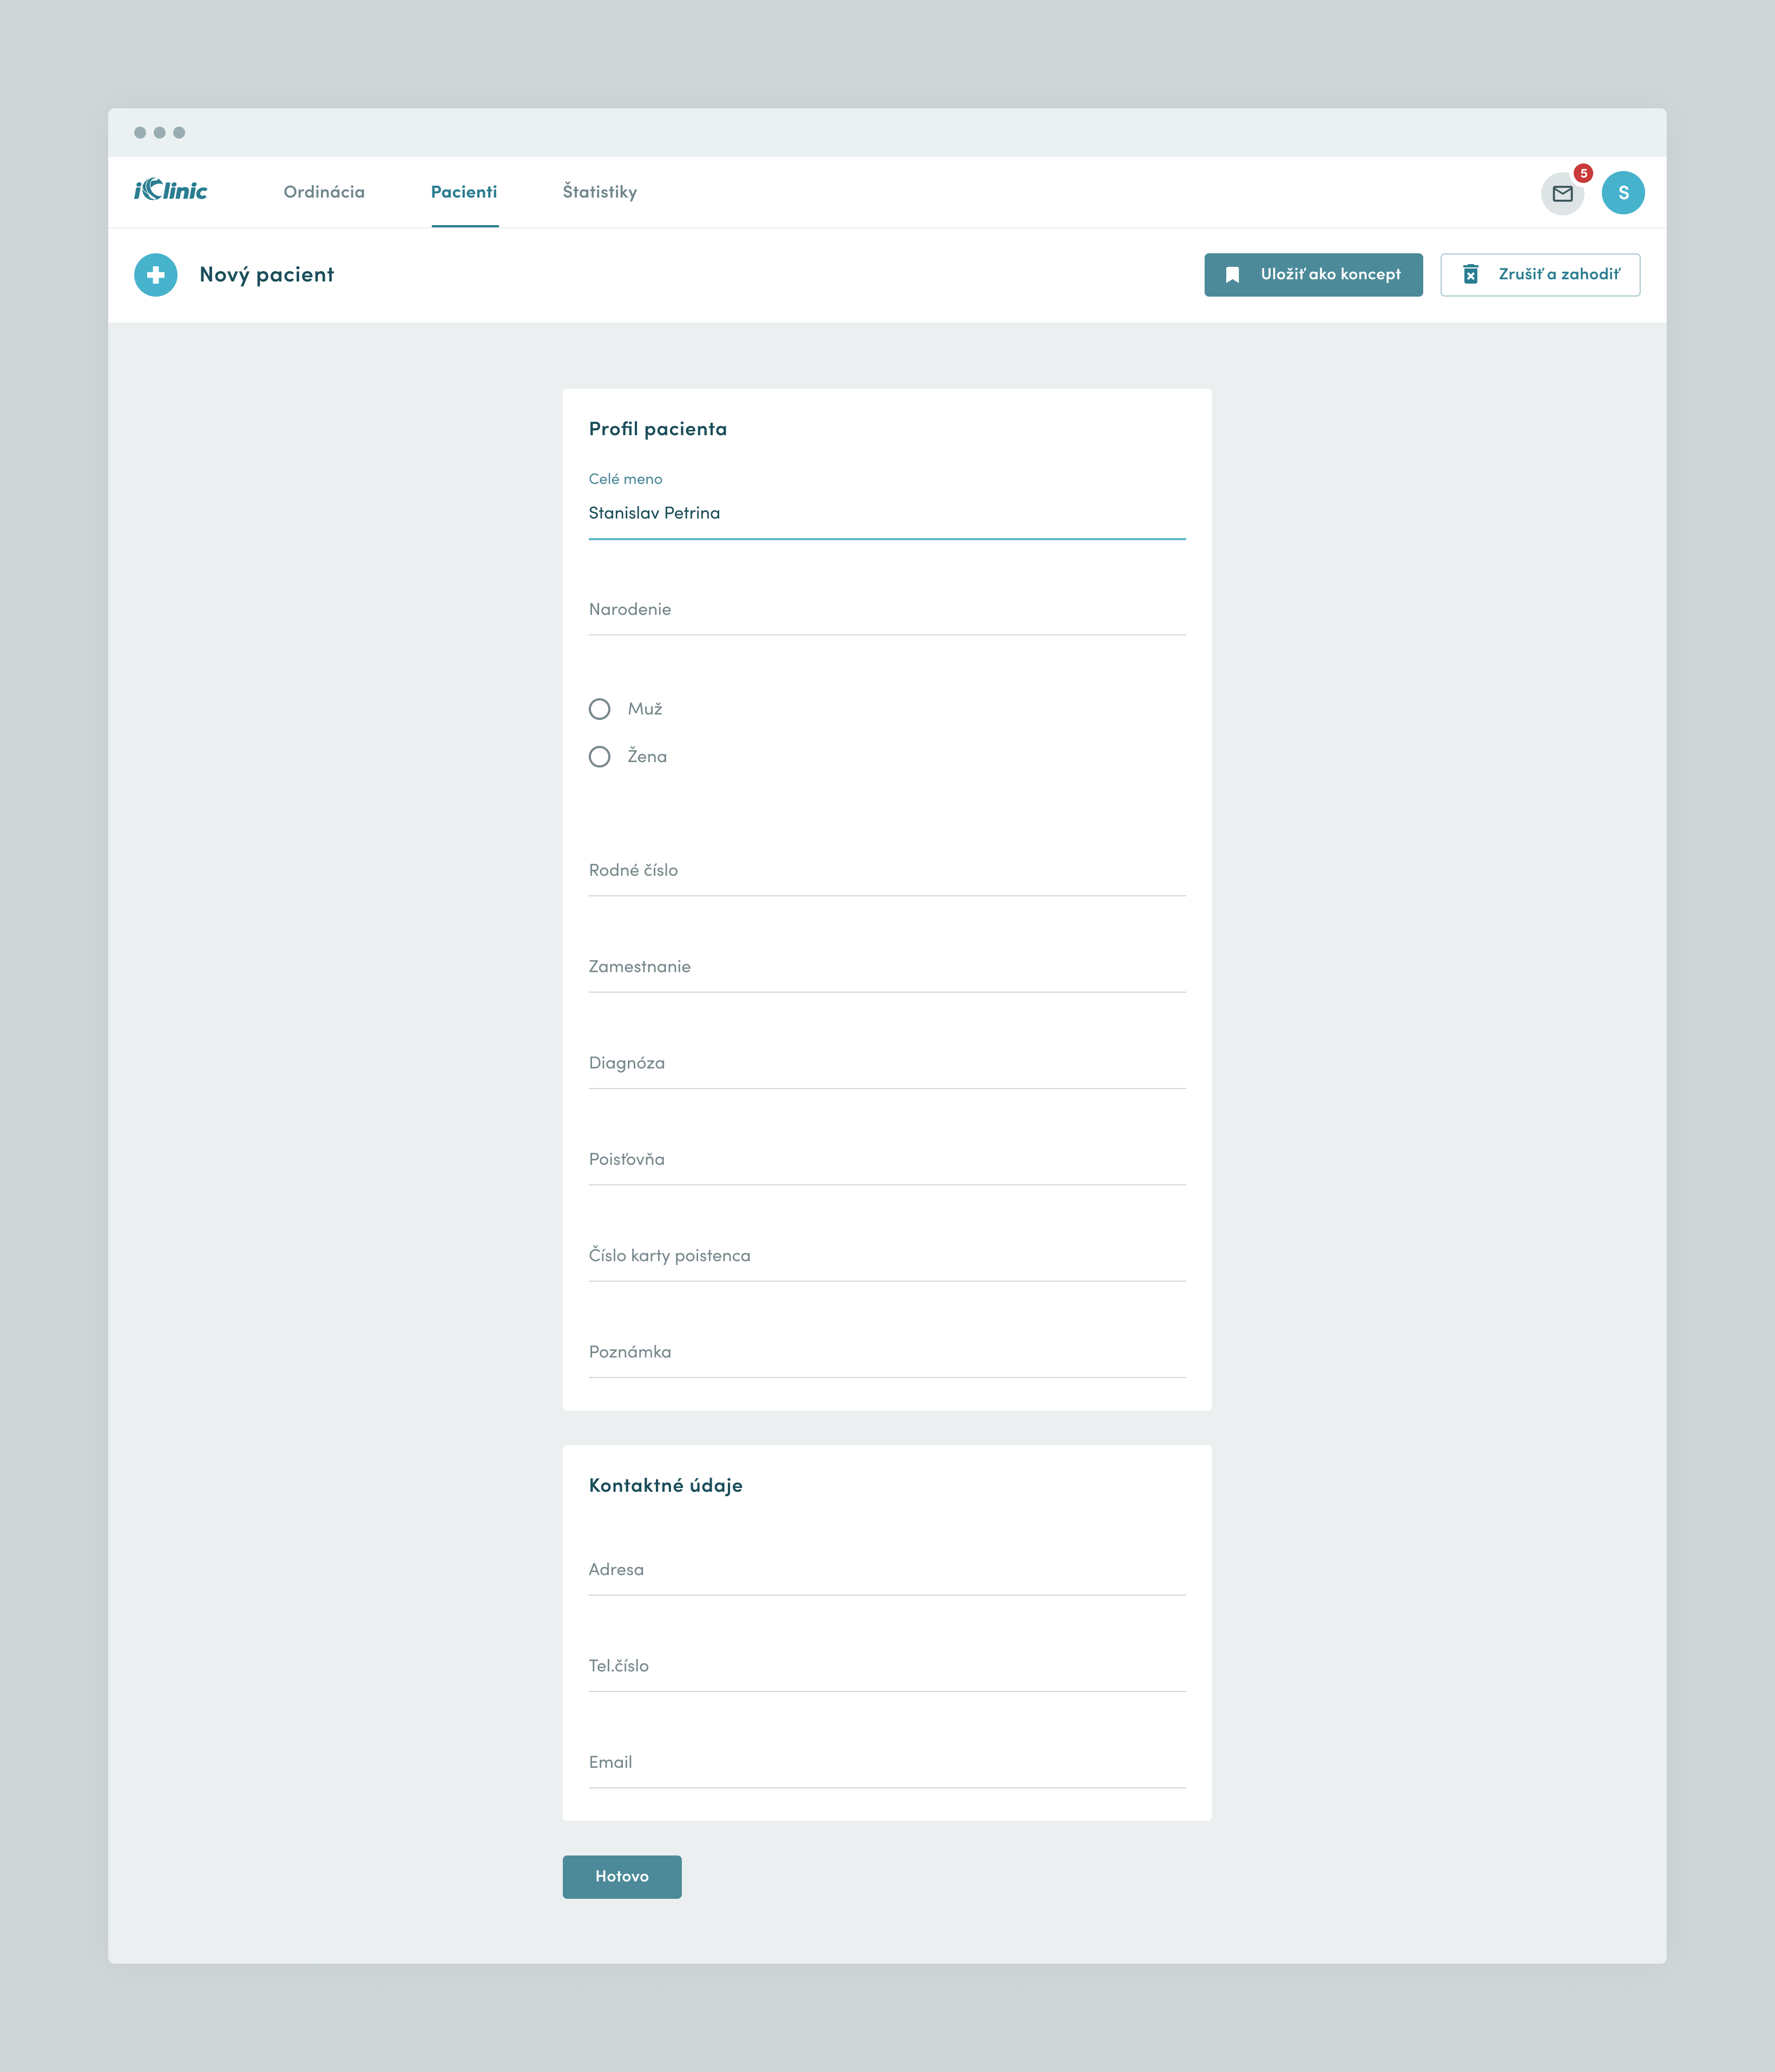 iClinic
Ordinácia
Pacienti
Štatistiky
5
S
Nový pacient
Uložiť ako koncept
Zrušiť a zahodiť
Profil pacienta
Celé meno
Stanislav Petrina
Narodenie
Muž
Žena
Rodné číslo
Zamestnanie
Diagnóza
Poisťovňa
Číslo karty poistenca
Poznámka
Kontaktné údaje
Adresa
Tel.číslo
Email
Hotovo